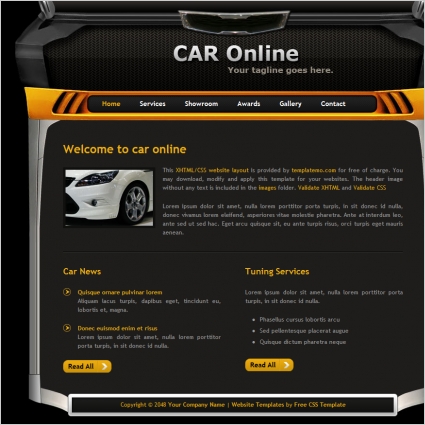 CAR Online
Your tagline goes here.
Home Services Showroom Awards Gallery Contact
Welcome to car online
This XHTML/CSS website layout is provided by templatemo.com for free of charge. You
may download, modify and apply this template for your websites. The header image
without any text is included in the images folder. Validate XHTML and Validate CSS
Lorem ipsum dolor sit amet, nulla lorem porttitor porta turpis, in sit donec id nulla,
donec vivamus lorem eleifend, asperiores vitae molestie pharetra. Ante at interdum leo,
ante sed ut sed hac. Eget arcu quisque sit, eu ante turpis risus, orci turpis eget mauris
aenean.
Car News
Quisque ornare pulvinar lorem
Aliquam lacus turpis, dapibus eget, tincidunt eu,
lobortis et, magna.
Donec euismod enim et risus
Lorem ipsum dolor sit amet, nulla lorem porttitor
porta turpis, in sit donec id nulla.
Read All
Tuning Services
Lorem ipsum dolor sit amet, nulla lorem porttitor porta
turpis, in sit donec id nulla.
Phasellus cursus lobortis arcu
Sed pellentesque placerat augue
Quisque dictum pharetra neque
Read All
Copyright © 2048 Your Company Name | Website Templates by Free CSS Template